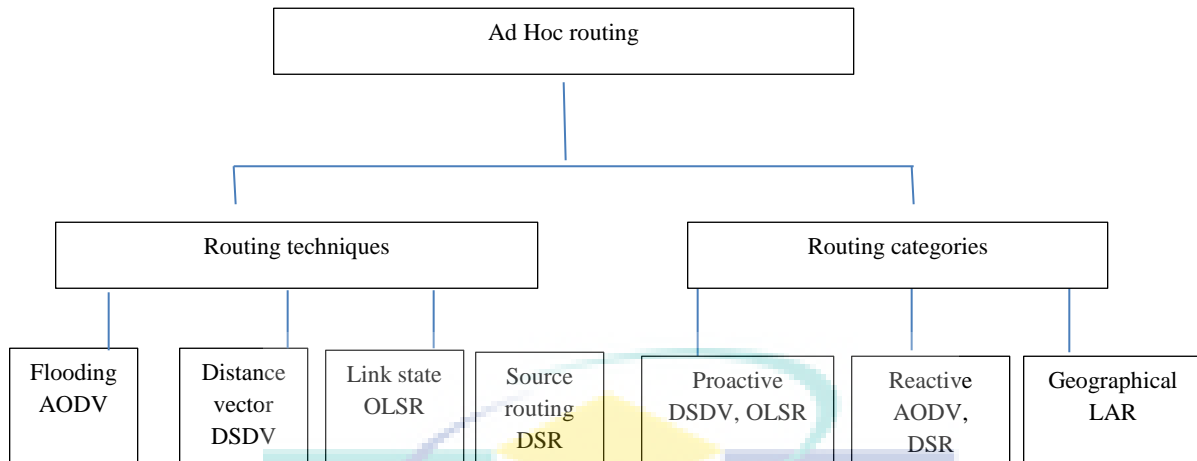 Ad Hoc routing
Routing techniques
Routing categories
Flooding
AODV
Distance
vector
DSDV
Link state
OLSR
Source
routing
DSR
Proactive
DSDV, OLSR
Reactive
AODV,
DSR
Geographical
LAR